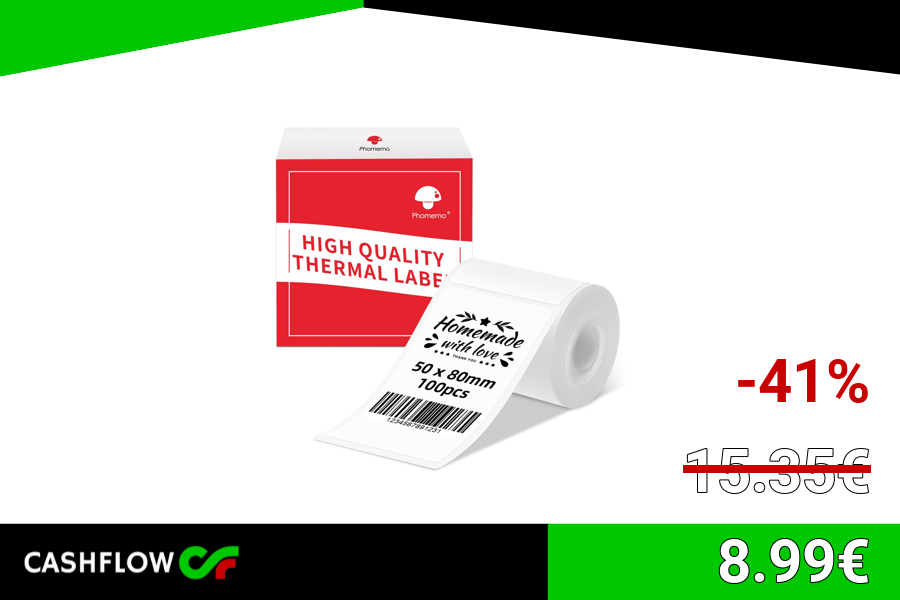 Phomemo
Phomemo®
HIGH QUALITY
THERMAL LABE
Homemade
with love
THANK YOU
50 x 80mm
100pcs
1234567891231
-41%
15.35€
CASHFLOW
8.99€